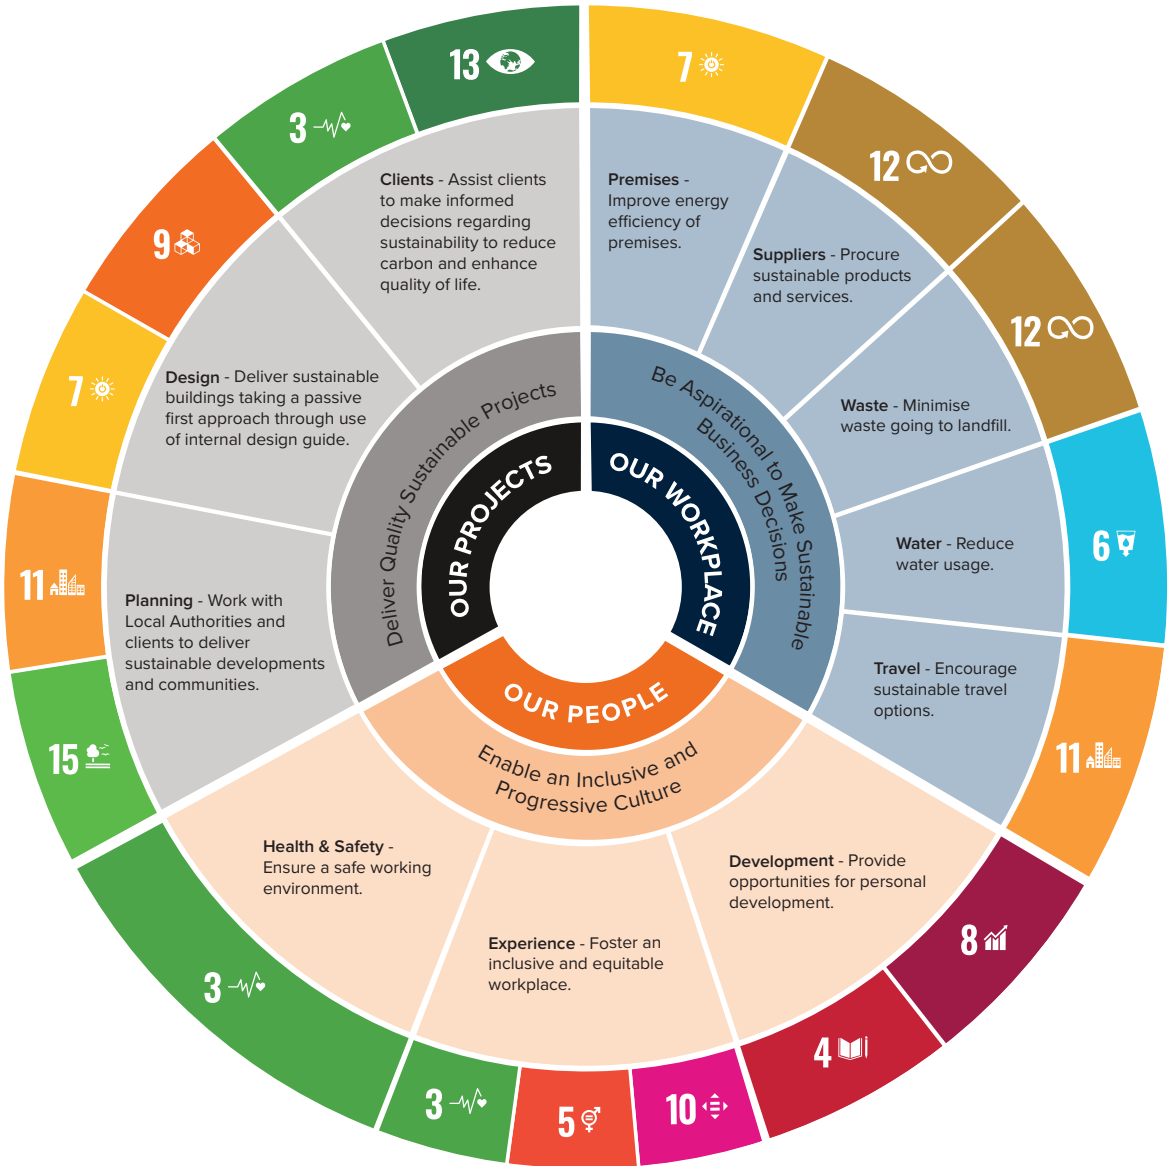 OUR PROJECTS
Deliver Quality Sustainable Projects
Clients - Assist clients
to make informed
decisions regarding
sustainability to reduce
carbon and enhance
quality of life.
13
3
Design - Deliver sustainable
buildings taking a passive
first approach through use
of internal design guide.
9
7
Planning - Work with
Local Authorities and
clients to deliver
sustainable developments
and communities.
11
15
OUR WORKPLACE
Be Aspirational to Make Sustainable
Business Decisions
Premises -
Improve energy
efficiency of
premises.
7
Suppliers - Procure
sustainable products
and services.
12
Waste - Minimise
waste going to landfill.
12
Water - Reduce
water usage.
6
Travel - Encourage
sustainable travel
options.
11
OUR PEOPLE
Enable an Inclusive and
Progressive Culture
Health & Safety -
Ensure a safe working
environment.
3
Experience - Foster an
inclusive and equitable
workplace.
3
5
10
Development - Provide
opportunities for personal
development.
4
8